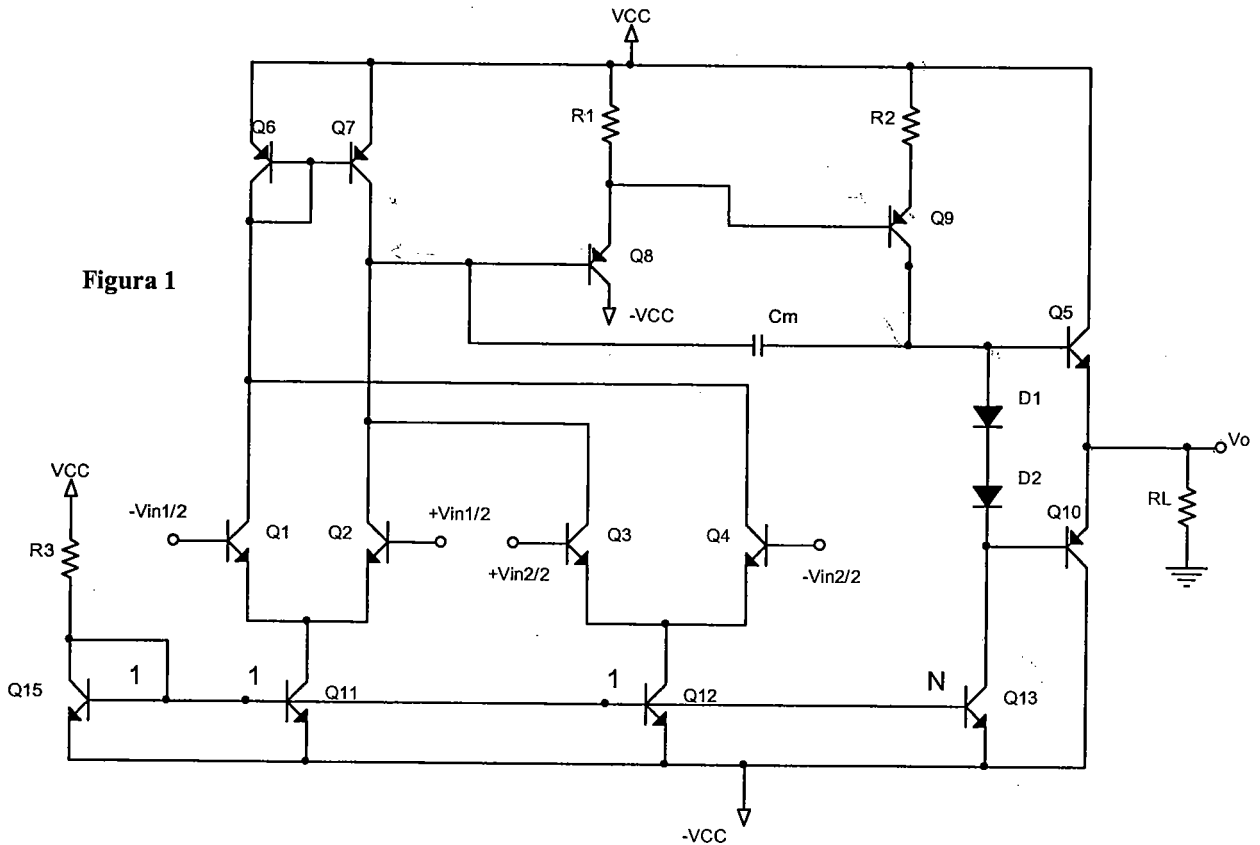 VCC
R1
R2
Q6
Q7
Q9
Q8
Figura 1
-VCC
Cm
Q5
D1
Vo
VCC
D2
RL
-Vin1/2
+Vin1/2
Q10
Q1
Q2
Q3
Q4
R3
+Vin2/2
-Vin2/2
1
1
1
N
Q15
Q11
Q12
Q13
-VCC